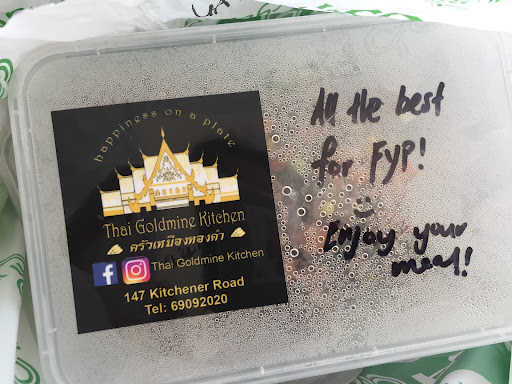 happiness on a plate
Thai Goldmine Kitchen
ครัวเหมืองทองคำ
Thai Goldmine Kitchen
147 Kitchener Road
Tel: 69092020
All the best
for FYP!
Enjoy your
meal!